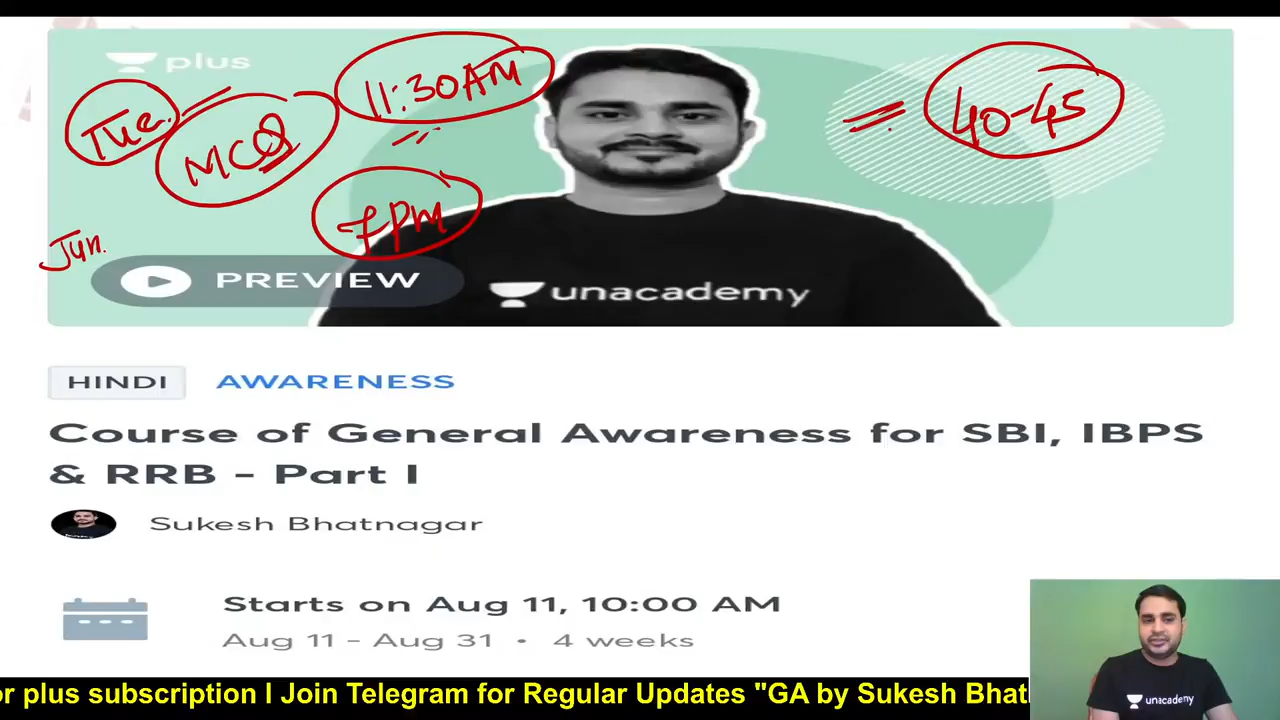 plus
The.
MCQ
11:30AM
40-45
7PM
Jun.
PREVIEW
unacademy
HINDI
AWARENESS
Course of General Awareness for SBI, IBPS
& RRB - Part I
Sukesh Bhatnagar
Starts on Aug 11, 10:00 AM
Aug 11 - Aug 31 • 4 weeks
unacademy
or plus subscription I Join Telegram for Regular Updates "GA by Sukesh Bhat